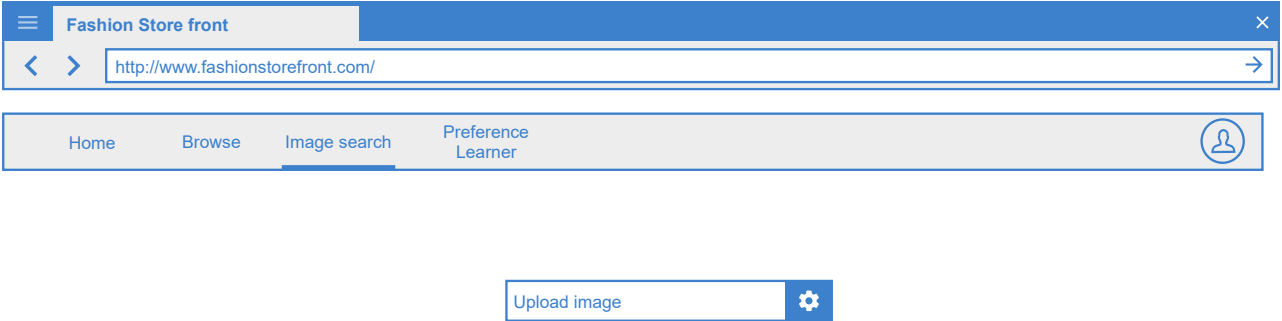 Fashion Store front
http://www.fashionstorefront.com/
Home
Browse
Image search
Preference
Learner
Upload image